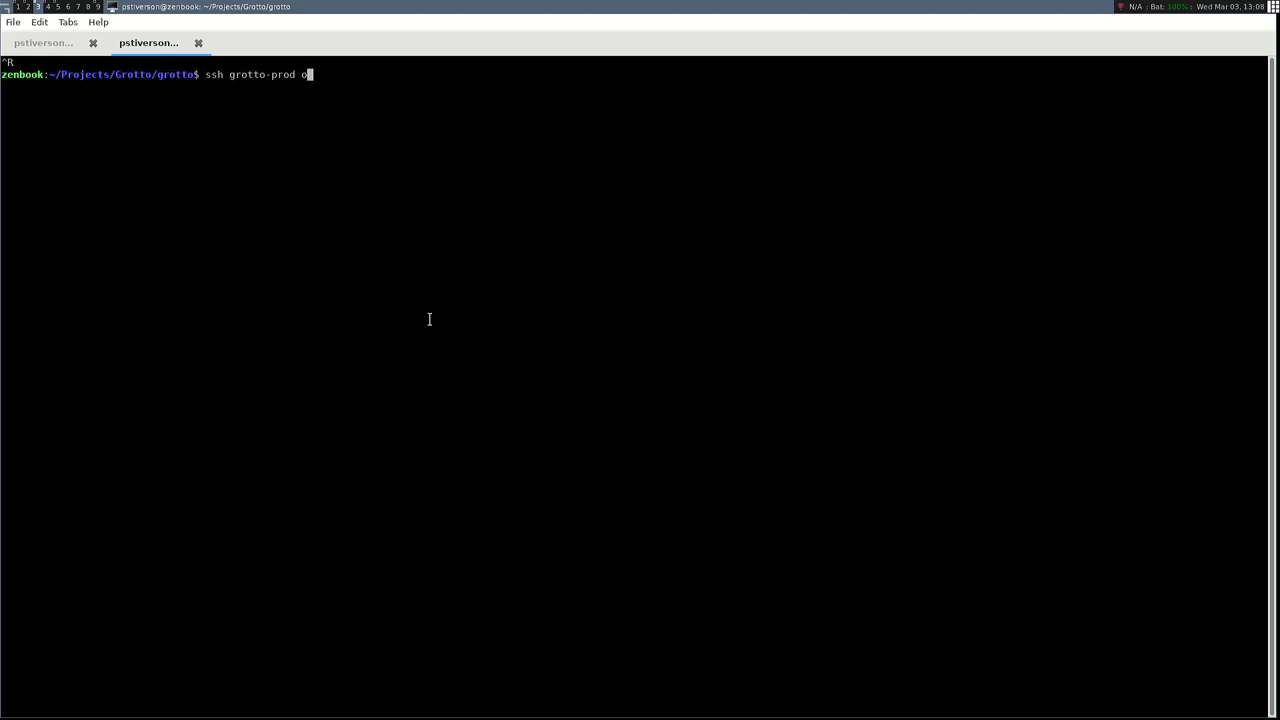 1 2 3 4 5 6 7 8 9 pstiverson@zenbook: ~/Projects/Grotto/grotto N/A : Bat: 100% : Wed Mar 03, 13:08
File Edit Tabs Help
pstiverson... pstiverson...
^R
zenbook:~/Projects/Grotto/grotto$ ssh grotto-prod o